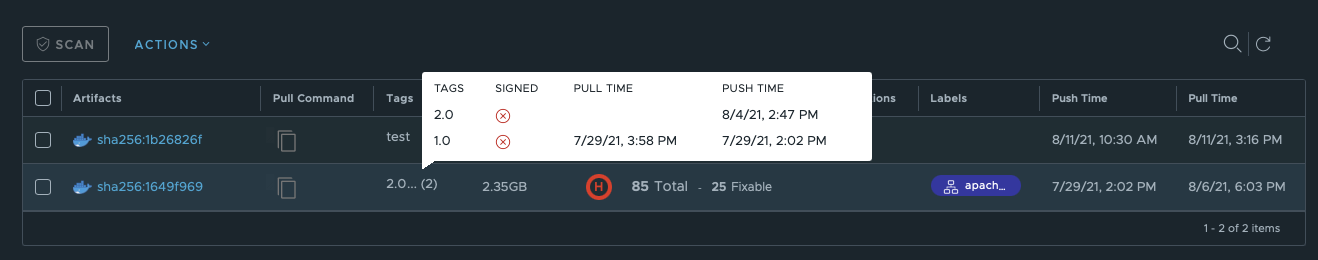 SCAN ACTIONS
TAGS SIGNED PULL TIME PUSH TIME
2.0 8/4/21, 2:47 PM
1.0 7/29/21, 3:58 PM 7/29/21, 2:02 PM
Artifacts Pull Command Tags ions Labels Push Time Pull Time
sha256:1b26826f test 8/11/21, 10:30 AM 8/11/21, 3:16 PM
sha256:1649f969 2.0... (2) 2.35GB H 85 Total - 25 Fixable apach... 7/29/21, 2:02 PM 8/6/21, 6:03 PM
1 - 2 of 2 items